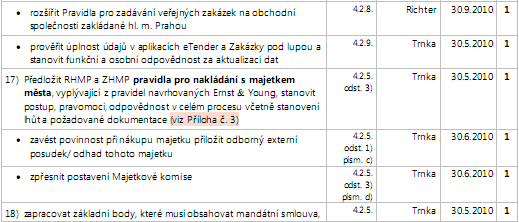 • rozšířit Pravidla pro zadávání veřejných zakázek na obchodní 4.2.8. Richter 30.9.2010 1
společnosti zakládané hl. m. Prahou
• prověřit úplnost údajů v aplikacích eTender a Zakázky pod lupou a 4.2.9. Trnka 30.5.2010 1
stanovit funkční a osobní odpovědnost za aktualizaci dat
17) Předložit RHMP a ZHMP pravidla pro nakládání s majetkem 4.2.5. Trnka 30.5.2010 1
města, vyplývající z pravidel navrhovaných Ernst & Young, stanovit odst. 3)
postup, pravomoci, odpovědnost v celém procesu včetně stanovení
lhůt a požadované dokumentace (viz Příloha č. 3)
• zavést povinnost při nákupu majetku přiložit odborný externí 4.2.5. Trnka 30.6.2010 1
posudek/ odhad tohoto majetku odst. 1)
písm. c)
• zpřesnit postavení Majetkové komise 4.2.5. Trnka 30.6.2010 1
odst. 3)
písm. d)
18) zapracovat základní body, které musí obsahovat mandátní smlouva, 4.2.5. Trnka 30.5.2010 1